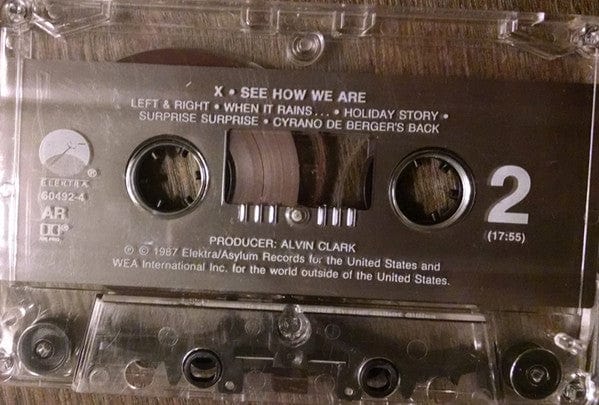 X • SEE HOW WE ARE
LEFT & RIGHT • WHEN IT RAINS... • HOLIDAY STORY •
SURPRISE SURPRISE • CYRANO DE BERGER'S BACK
®
ELEKTRA
60492-4
AR
2
(17:55)
PRODUCER: ALVIN CLARK
℗ © 1987 Elektra/Asylum Records for the United States and
WEA International Inc. for the world outside of the United States.